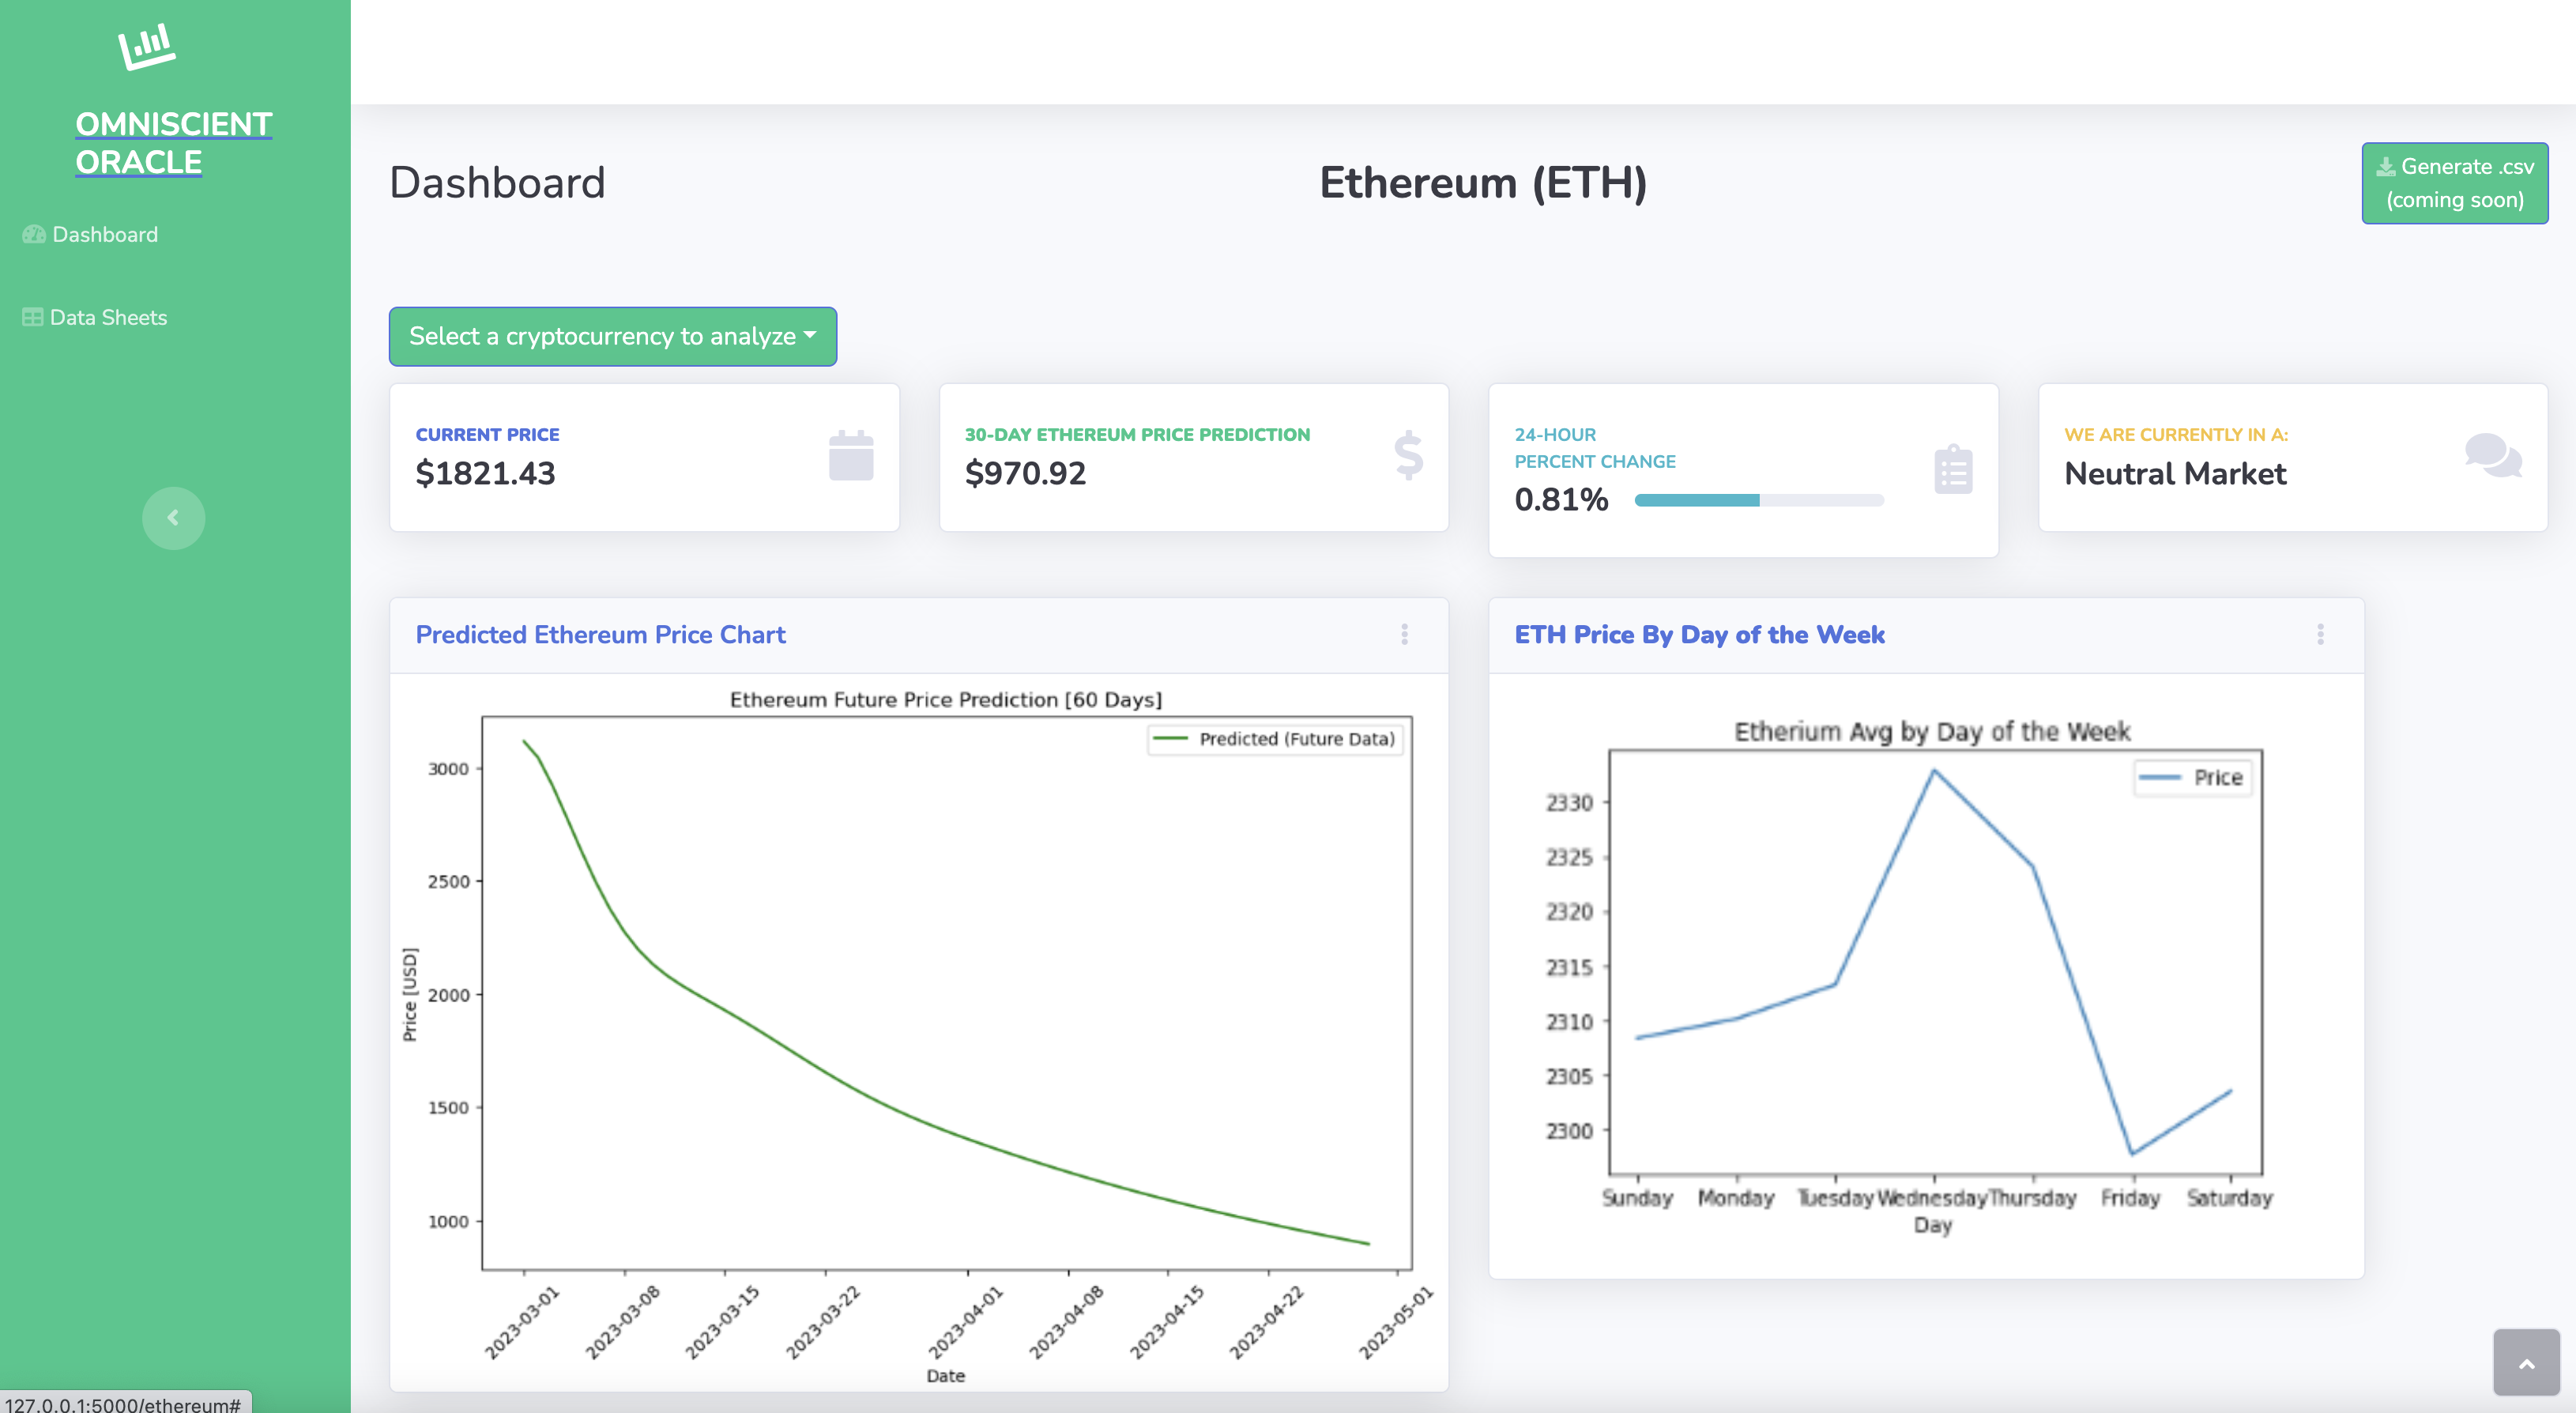 OMNISCIENT
ORACLE
Dashboard
Data Sheets
Dashboard
Ethereum (ETH)
Generate .csv
(coming soon)
Select a cryptocurrency to analyze
CURRENT PRICE
$1821.43
30-DAY ETHEREUM PRICE PREDICTION
$970.92
24-HOUR
PERCENT CHANGE
0.81%
WE ARE CURRENTLY IN A:
Neutral Market
Predicted Ethereum Price Chart
Ethereum Future Price Prediction [60 Days]
Predicted (Future Data)
Price [USD]
3000
2500
2000
1500
1000
2023-03-01
2023-03-08
2023-03-15
2023-03-22
2023-04-01
2023-04-08
2023-04-15
2023-04-22
2023-05-01
Date
ETH Price By Day of the Week
Etherium Avg by Day of the Week
Price
2330
2325
2320
2315
2310
2305
2300
Sunday Monday Tuesday Wednesday Thursday Friday Saturday
Day
127.0.0.1:5000/ethereum#